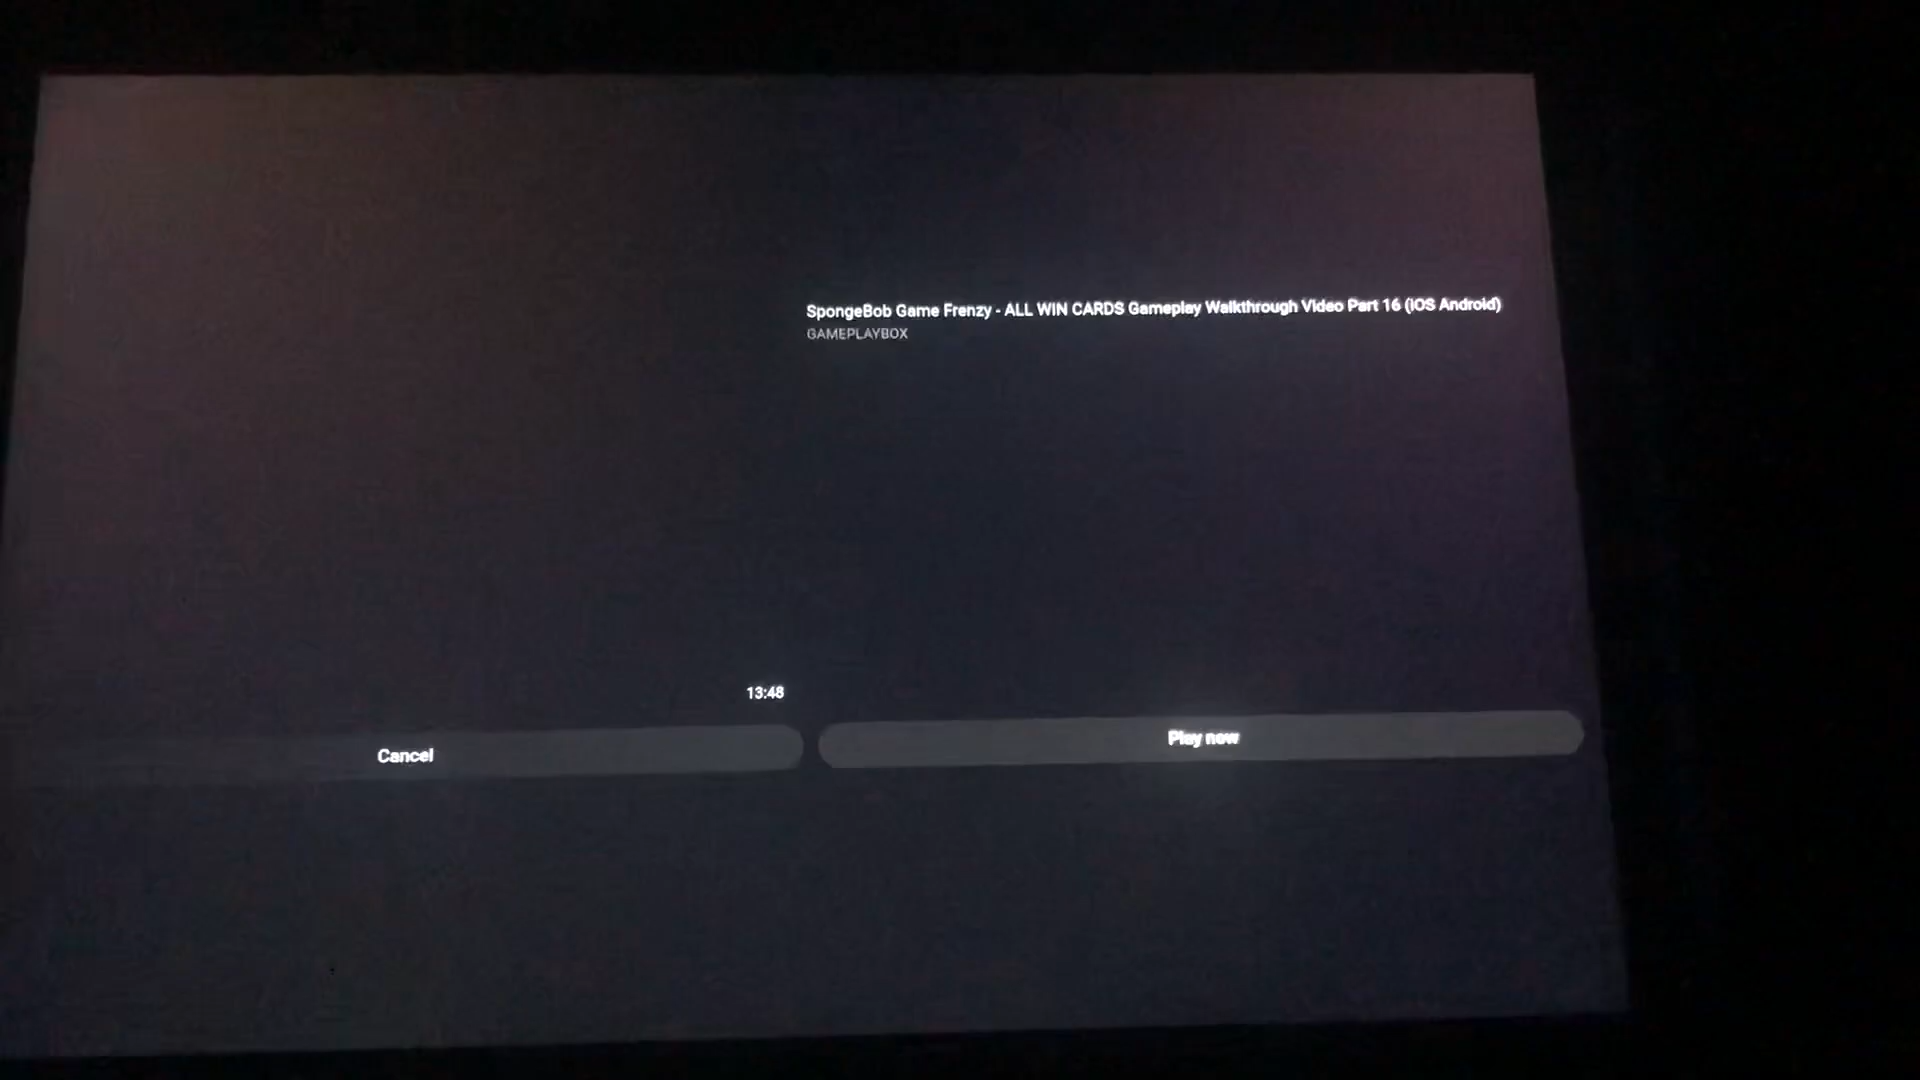 SpongeBob Game Frenzy - ALL WIN CARDS Gameplay Walkthrough Video Part 16 (iOS Android)
GAMEPLAYBOX
13:48
Cancel
Play now